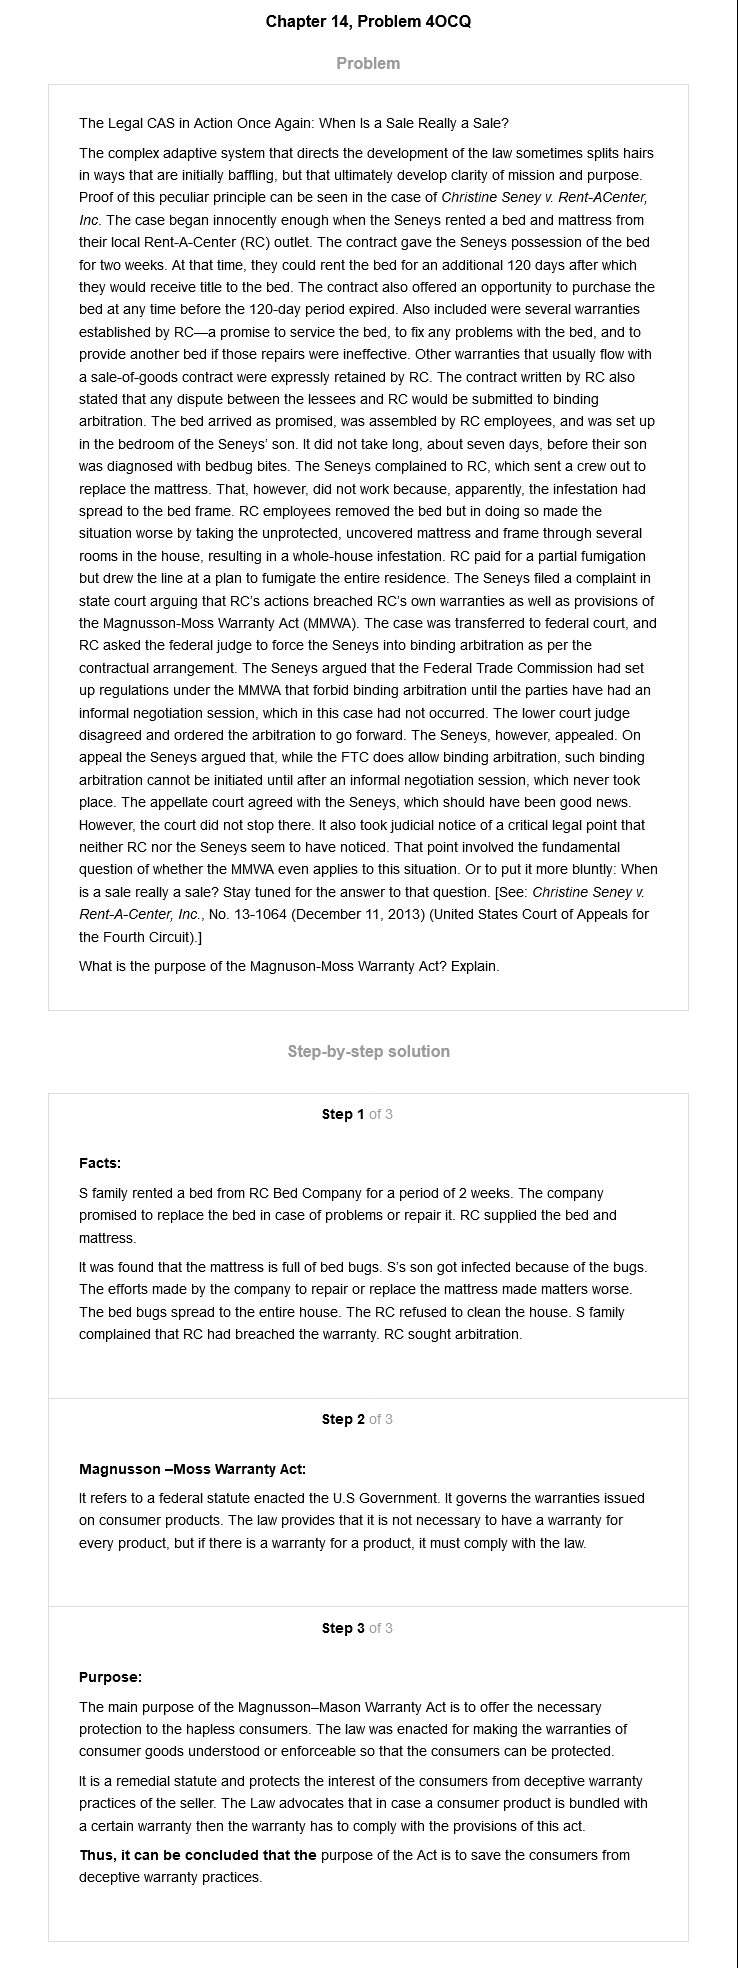 Chapter 14, Problem 4OCQ
Problem
The Legal CAS in Action Once Again: When Is a Sale Really a Sale?
The complex adaptive system that directs the development of the law sometimes splits hairs
in ways that are initially baffling, but that ultimately develop clarity of mission and purpose.
Proof of this peculiar principle can be seen in the case of Christine Seney v. Rent-ACenter,
Inc. The case began innocently enough when the Seneys rented a bed and mattress from
their local Rent-A-Center (RC) outlet. The contract gave the Seneys possession of the bed
for two weeks. At that time, they could rent the bed for an additional 120 days after which
they would receive title to the bed. The contract also offered an opportunity to purchase the
bed at any time before the 120-day period expired. Also included were several warranties
established by RC—a promise to service the bed, to fix any problems with the bed, and to
provide another bed if those repairs were ineffective. Other warranties that usually flow with
a sale-of-goods contract were expressly retained by RC. The contract written by RC also
stated that any dispute between the lessees and RC would be submitted to binding
arbitration. The bed arrived as promised, was assembled by RC employees, and was set up
in the bedroom of the Seneys' son. It did not take long, about seven days, before their son
was diagnosed with bedbug bites. The Seneys complained to RC, which sent a crew out to
replace the mattress. That, however, did not work because, apparently, the infestation had
spread to the bed frame. RC employees removed the bed but in doing so made the
situation worse by taking the unprotected, uncovered mattress and frame through several
rooms in the house, resulting in a whole-house infestation. RC paid for a partial fumigation
but drew the line at a plan to fumigate the entire residence. The Seneys filed a complaint in
state court arguing that RC's actions breached RC's own warranties as well as provisions of
the Magnusson-Moss Warranty Act (MMWA). The case was transferred to federal court, and
RC asked the federal judge to force the Seneys into binding arbitration as per the
contractual arrangement. The Seneys argued that the Federal Trade Commission had set
up regulations under the MMWA that forbid binding arbitration until the parties have had an
informal negotiation session, which in this case had not occurred. The lower court judge
disagreed and ordered the arbitration to go forward. The Seneys, however, appealed. On
appeal the Seneys argued that, while the FTC does allow binding arbitration, such binding
arbitration cannot be initiated until after an informal negotiation session, which never took
place. The appellate court agreed with the Seneys, which should have been good news.
However, the court did not stop there. It also took judicial notice of a critical legal point that
neither RC nor the Seneys seem to have noticed. That point involved the fundamental
question of whether the MMWA even applies to this situation. Or to put it more bluntly: When
is a sale really a sale? Stay tuned for the answer to that question. [See: Christine Seney v.
Rent-A-Center, Inc., No. 13-1064 (December 11, 2013) (United States Court of Appeals for
the Fourth Circuit).]
What is the purpose of the Magnuson-Moss Warranty Act? Explain.
Step-by-step solution
Step 1 of 3
Facts:
S family rented a bed from RC Bed Company for a period of 2 weeks. The company
promised to replace the bed in case of problems or repair it. RC supplied the bed and
mattress.
It was found that the mattress is full of bed bugs. S's son got infected because of the bugs.
The efforts made by the company to repair or replace the mattress made matters worse.
The bed bugs spread to the entire house. The RC refused to clean the house. S family
complained that RC had breached the warranty. RC sought arbitration.
Step 2 of 3
Magnusson –Moss Warranty Act:
It refers to a federal statute enacted the U.S Government. It governs the warranties issued
on consumer products. The law provides that it is not necessary to have a warranty for
every product, but if there is a warranty for a product, it must comply with the law.
Step 3 of 3
Purpose:
The main purpose of the Magnusson–Mason Warranty Act is to offer the necessary
protection to the hapless consumers. The law was enacted for making the warranties of
consumer goods understood or enforceable so that the consumers can be protected.
It is a remedial statute and protects the interest of the consumers from deceptive warranty
practices of the seller. The Law advocates that in case a consumer product is bundled with
a certain warranty then the warranty has to comply with the provisions of this act.
Thus, it can be concluded that the purpose of the Act is to save the consumers from
deceptive warranty practices.